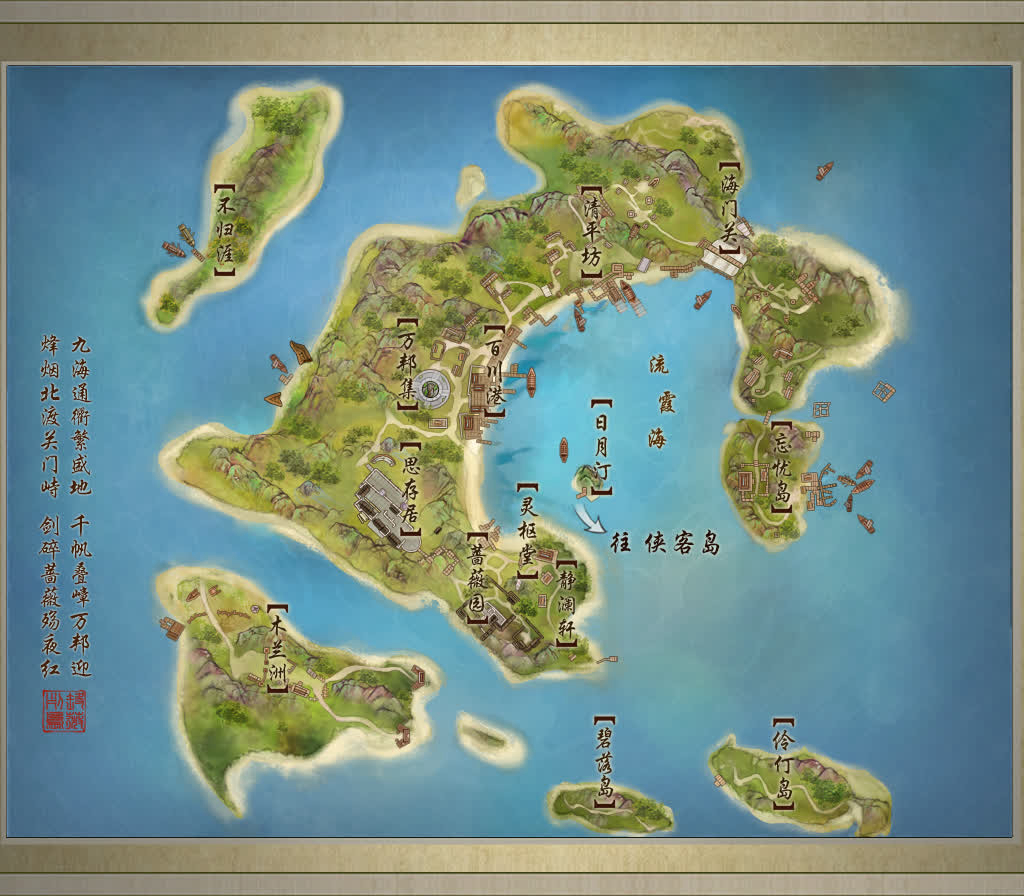 不归涯
清平坊
海门关
万邦集
百川港
流霞海
日月汀
思存居
忘忧岛
灵枢堂
往 侠客岛
蔷薇园
静澜轩
木兰洲
碧落岛
伶仃岛
九海通衢繁盛地 千帆叠嶂万邦迎
烽烟北渡关门峙 剑碎蔷薇殇夜红